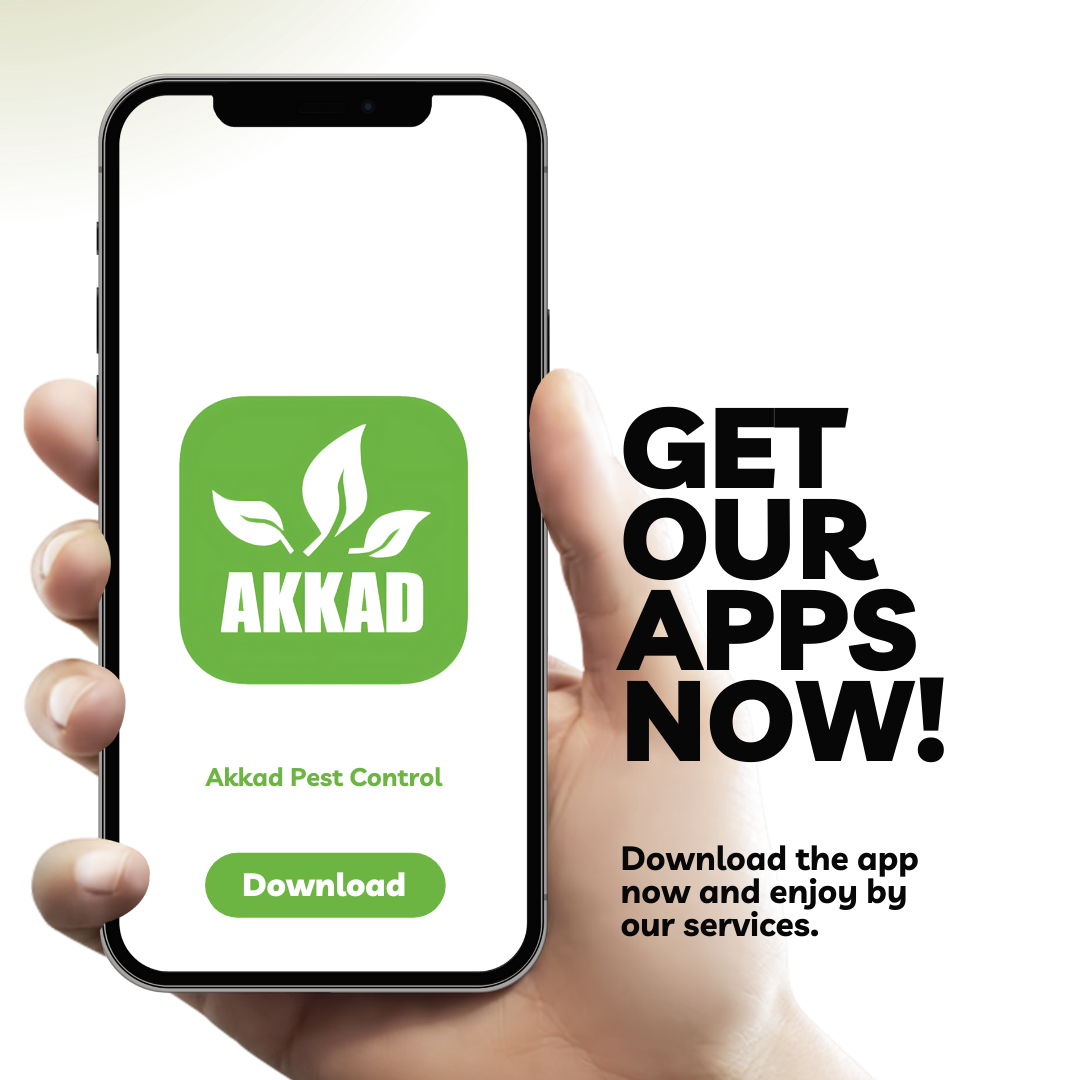 AKKAD
Akkad Pest Control
Download
GET
OUR
APPS
NOW!
Download the app
now and enjoy by
our services.